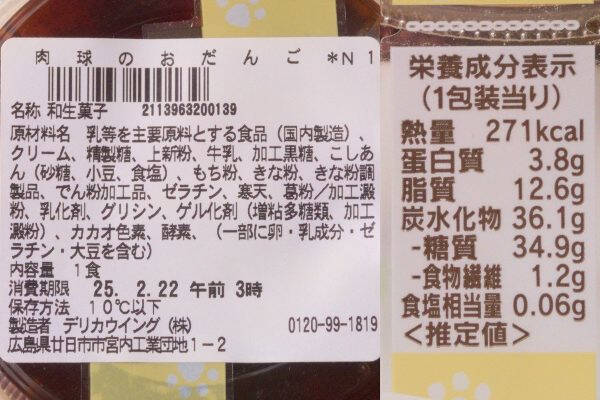 肉球のおだんご *N1
名称 和生菓子 2113963200139
原材料名 乳等を主要原料とする食品（国内製造）、
クリーム、精製糖、上新粉、牛乳、加工黒糖、こしあ
ん（砂糖、小豆、食塩）、もち粉、きな粉、きな粉調
製品、でん粉加工品、ゼラチン、寒天、葛粉／加工澱
粉、乳化剤、グリシン、ゲル化剤（増粘多糖類、加工
澱粉）、カカオ色素、酵素、（一部に卵・乳成分・ゼ
ラチン・大豆を含む）
内容量 1食
消費期限 25. 2.22 午前 3時
保存方法 10℃以下
製造者 デリカウイング（株） 0120-99-1819
広島県廿日市市宮内工業団地1-2
栄養成分表示
（1包装当り）
熱量 271kcal
蛋白質 3.8g
脂質 12.6g
炭水化物 36.1g
-糖質 34.9g
-食物繊維 1.2g
食塩相当量 0.06g
<推定値>